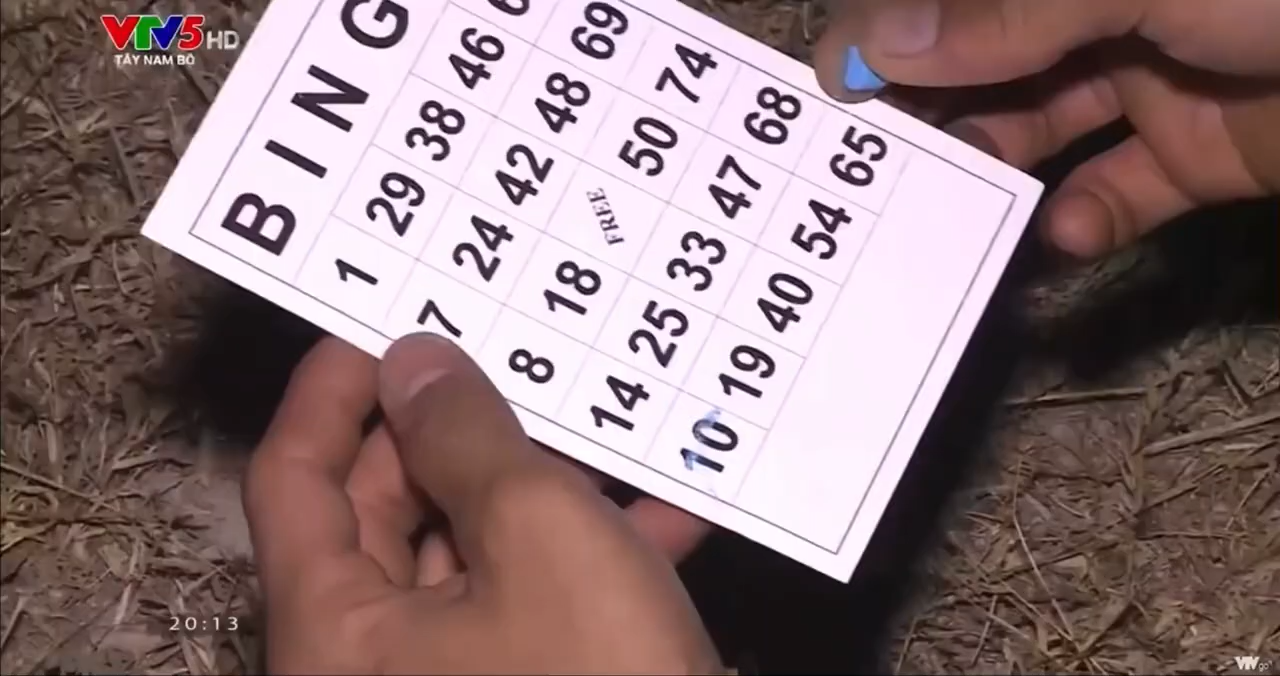 VTV5 HD
TÂY NAM BỘ
B I N G
1 29 38 46
7 24 42 48 69
8 18 FREE 50 74
14 25 33 47 68
10 19 40 54 65
20:13
VTVgo